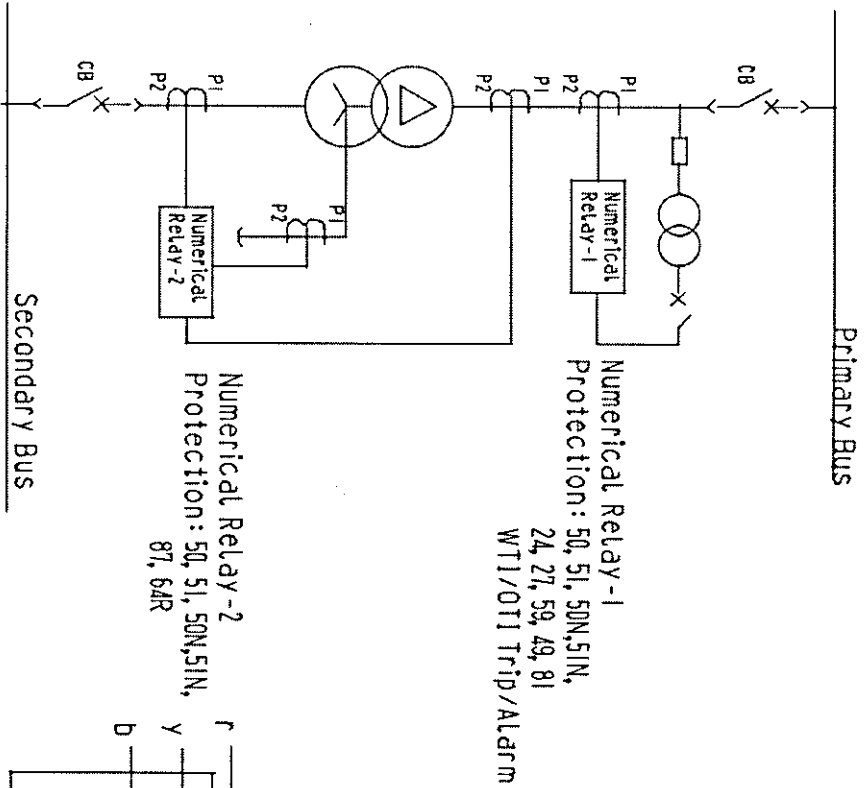 Primary Bus
CB
P1
P2
Numerical
Relay-1
Numerical Relay-1
Protection: 50, 51, 50N,51N,
24, 27, 59, 49, 81
WTI/OTI Trip/Alarm
P1
P2
P1
P2
Numerical
Relay-2
Numerical Relay-2
Protection: 50, 51, 50N,51N,
87, 64R
P1
P2
CB
Secondary Bus
r
y
b